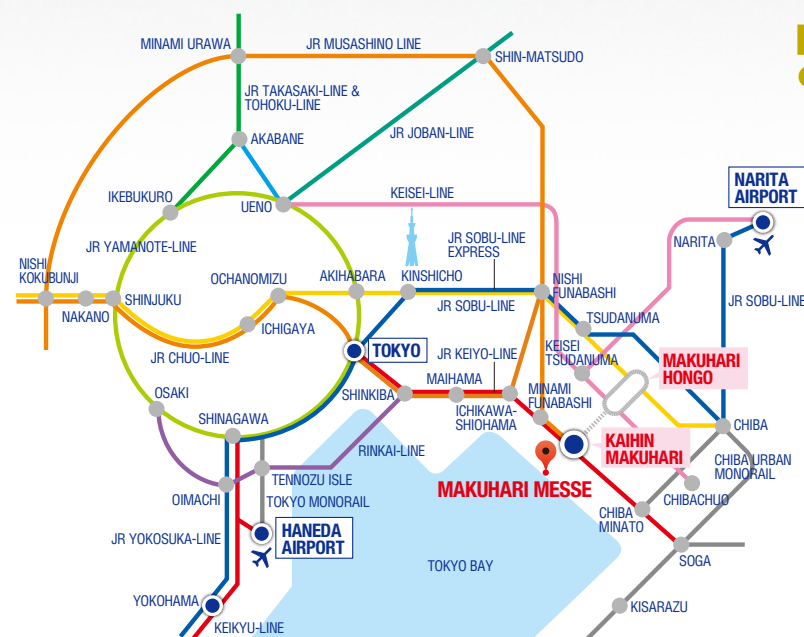 MINAMI URAWA
JR MUSASHINO LINE
SHIN-MATSUDO
JR TAKASAKI-LINE &
TOHOKU-LINE
AKABANE
JR JOBAN-LINE
IKEBUKURO
UENO
KEISEI-LINE
NARITA
AIRPORT
JR YAMANOTE-LINE
JR SOBU-LINE
EXPRESS
NARITA
NISHI
KOKUBUNJI
OCHANOMIZU
AKIHABARA
KINSHICHO
NISHI
FUNABASHI
NAKANO
SHINJUKU
JR SOBU-LINE
JR SOBU-LINE
ICHIGAYA
TSUDANUMA
JR CHUO-LINE
TOKYO
JR KEIYO-LINE
KEISEI
TSUDANUMA
MAKUHARI
HONGO
OSAKI
SHINKIBA
MAIHAMA
ICHIKAWA-
SHIOHAMA
MINAMI
FUNABASHI
SHINAGAWA
RINKAI-LINE
KAIHIN
MAKUHARI
CHIBA
CHIBA URBAN
MONORAIL
OIMACHI
TENNOZU ISLE
MAKUHARI MESSE
CHIBACHUO
TOKYO MONORAIL
CHIBA
MINATO
JR YOKOSUKA-LINE
HANEDA
AIRPORT
TOKYO BAY
SOGA
YOKOHAMA
KISARAZU
KEIKYU-LINE